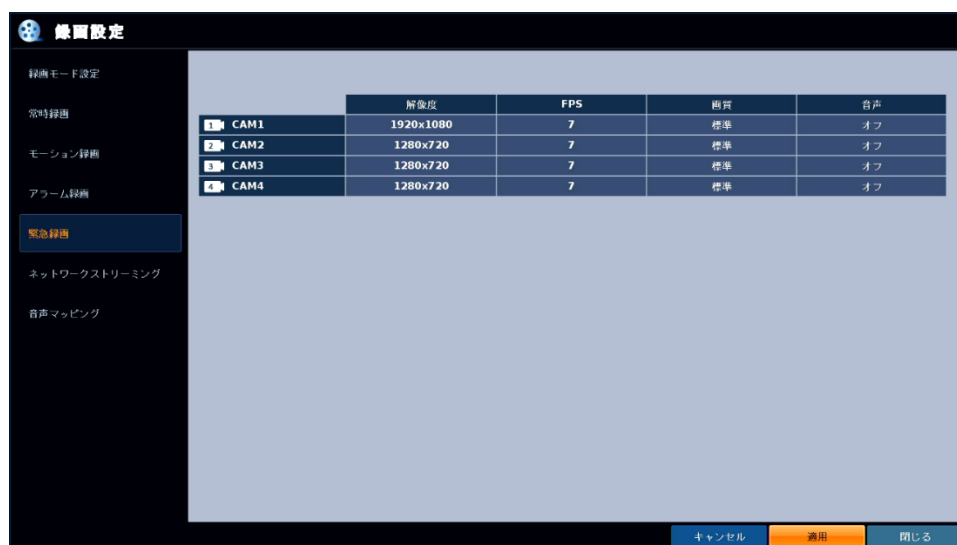 録画設定
録画モード設定
常時録画
モーション録画
アラーム録画
緊急録画
ネットワークストリーミング
音声マッピング
解像度 FPS 画質 音声
1 CAM1 1920x1080 7 標準 オフ
2 CAM2 1280x720 7 標準 オフ
3 CAM3 1280x720 7 標準 オフ
4 CAM4 1280x720 7 標準 オフ
キャンセル 適用 閉じる